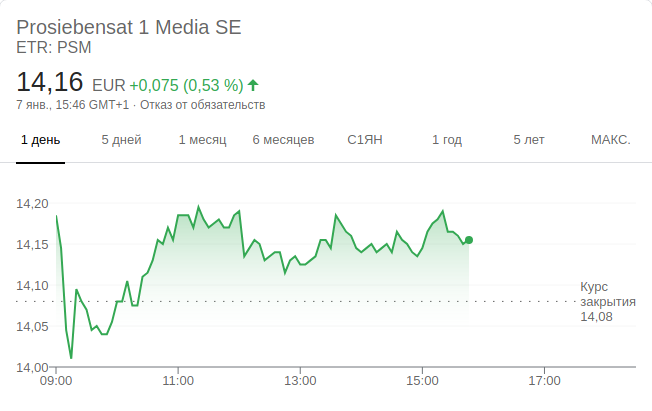 Prosiebensat 1 Media SE
ETR: PSM
14,16 EUR +0,075 (0,53 %)
7 янв., 15:46 GMT+1 · Отказ от обязательств
1 день 5 дней 1 месяц 6 месяцев С1ЯН 1 год 5 лет МАКС.
14,20
14,15
14,10
Курс
закрытия
14,08
14,05
14,00
09:00 11:00 13:00 15:00 17:00